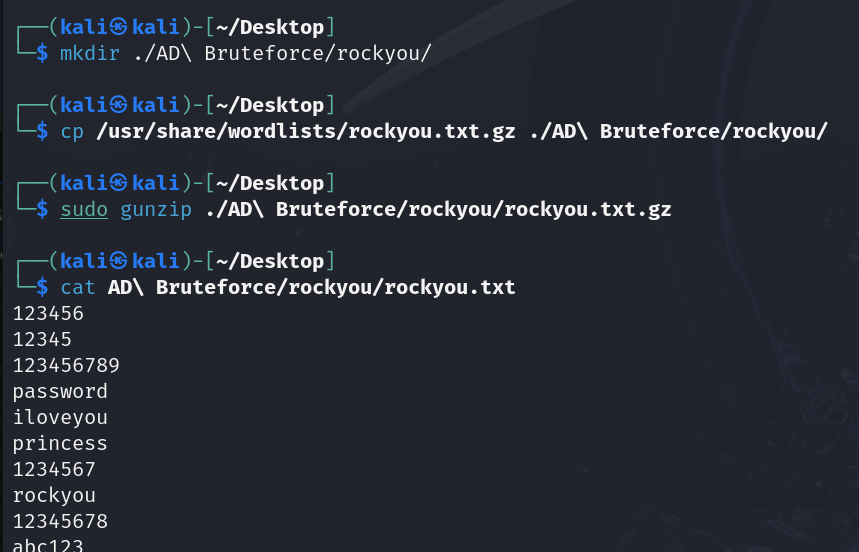 ┌──(kali㉿kali)-[~/Desktop]
└─$ mkdir ./AD\ Bruteforce/rockyou/
┌──(kali㉿kali)-[~/Desktop]
└─$ cp /usr/share/wordlists/rockyou.txt.gz ./AD\ Bruteforce/rockyou/
┌──(kali㉿kali)-[~/Desktop]
└─$ sudo gunzip ./AD\ Bruteforce/rockyou/rockyou.txt.gz
┌──(kali㉿kali)-[~/Desktop]
└─$ cat AD\ Bruteforce/rockyou/rockyou.txt
123456
12345
123456789
password
iloveyou
princess
1234567
rockyou
12345678
abc123